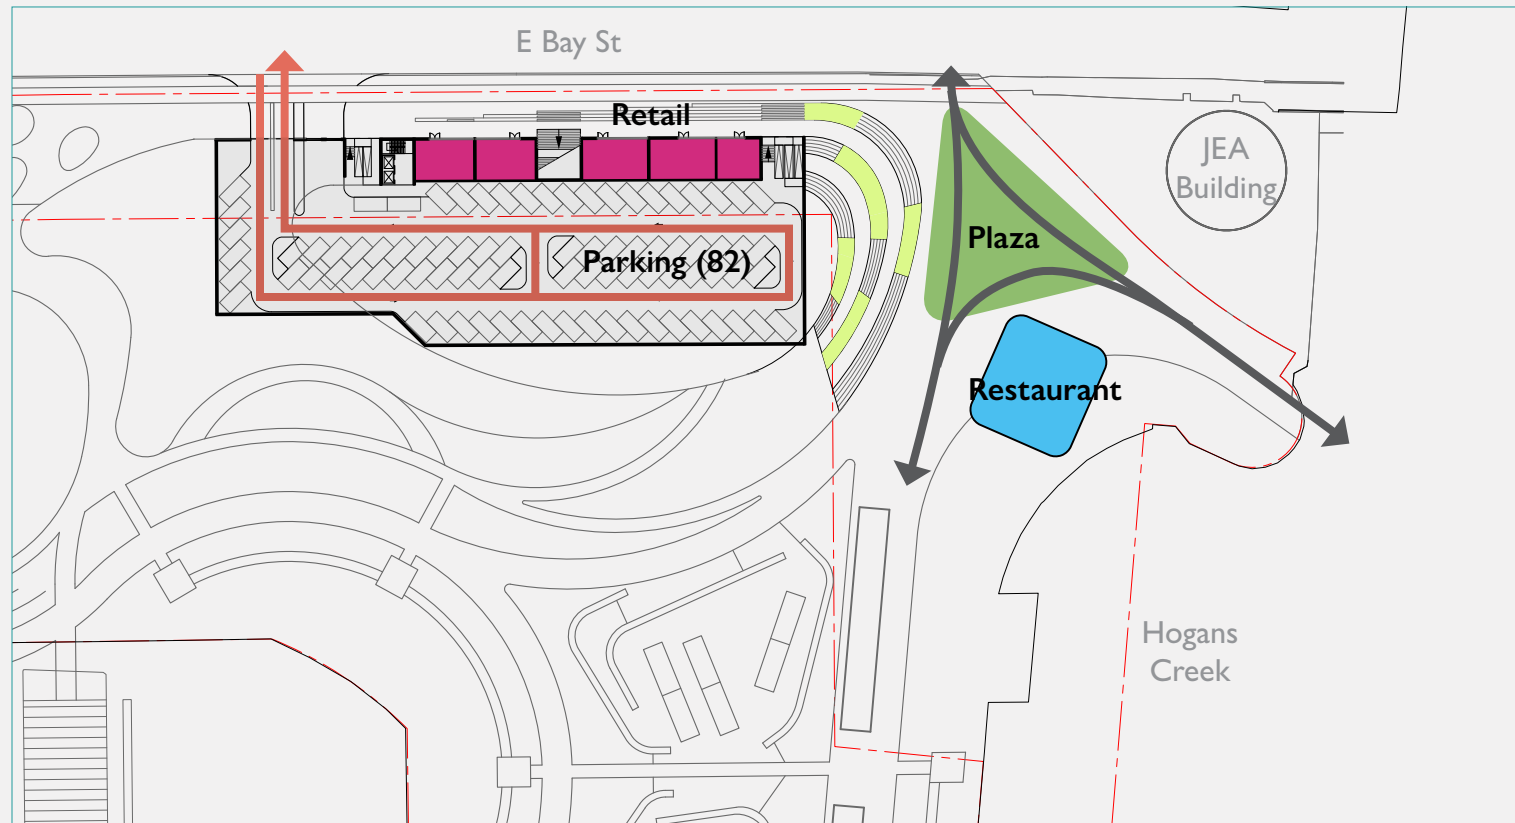 E Bay St
Retail
JEA
Building
Plaza
Parking (82)
Restaurant
Hogans
Creek